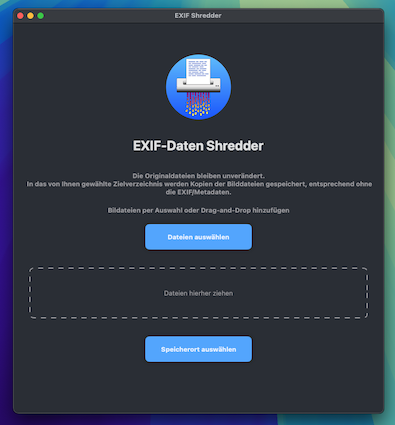 EXIF Shredder
EXIF-Daten Shredder
Die Originaldateien bleiben unverändert.
In das von Ihnen gewählte Zielverzeichnis werden Kopien der Bilddateien gespeichert, entsprechend ohne
die EXIF/Metadaten.
Bildateien per Auswahl oder Drag-and-Drop hinzufügen
Dateien auswählen
Dateien hierher ziehen
Speicherort auswählen